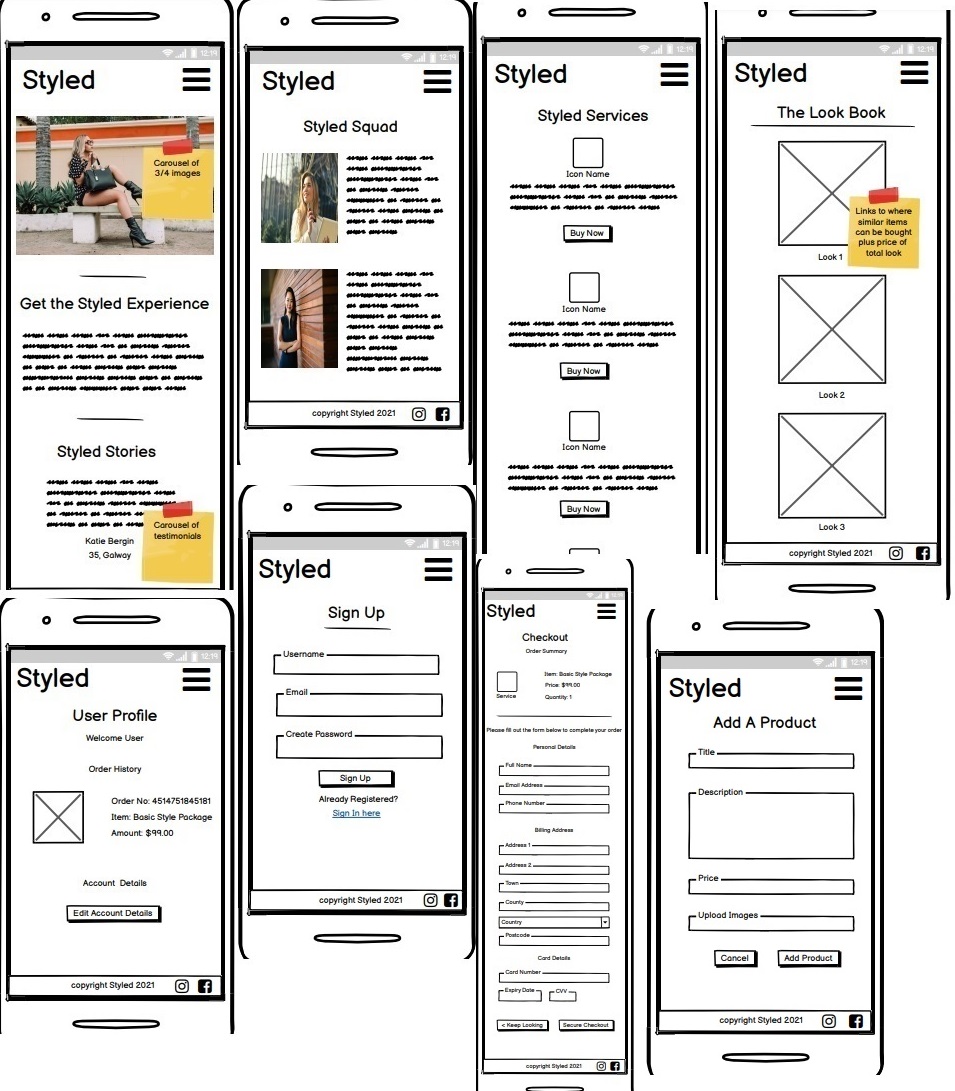 12:19
Styled
Carousel of
3/4 images
Get the Styled Experience
Styled Stories
Katie Bergin
35, Galway
Carousel of
testimonials
12:19
Styled
Styled Squad
copyright Styled 2021
12:19
Styled
Styled Services
Icon Name
Buy Now
Icon Name
Buy Now
Icon Name
Buy Now
12:19
Styled
The Look Book
Links to where
similar items
can be bought
plus price of
total look
Look 1
Look 2
Look 3
copyright Styled 2021
12:19
Styled
User Profile
Welcome User
Order History
Order No: 4514751845181
Item: Basic Style Package
Amount: $99.00
Account Details
Edit Account Details
copyright Styled 2021
12:19
Styled
Sign Up
Username
Email
Create Password
Sign Up
Already Registered?
Sign In here
copyright Styled 2021
Styled
Checkout
Order Summary
Item: Basic Style Package
Price: $99.00
Quantity: 1
Service
Please fill out the form below to complete your order
Personal Details
Full Name
Email Address
Phone Number
Billing Address
Address 1
Address 2
Town
County
Country
Postcode
Card Details
Card Number
Expiry Date CVV
< Keep Looking Secure Checkout
copyright Styled 2021
12:19
Styled
Add A Product
Title
Description
Price
Upload Images
Cancel Add Product
copyright Styled 2021